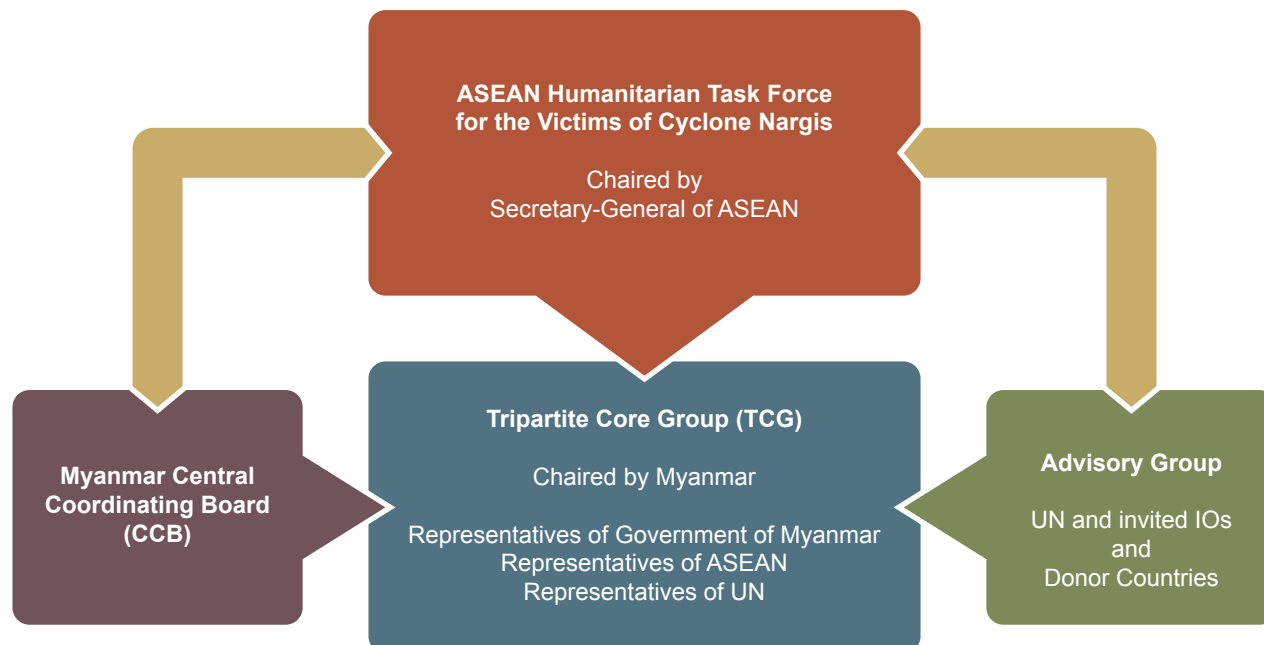 ASEAN Humanitarian Task Force
for the Victims of Cyclone Nargis
Chaired by
Secretary-General of ASEAN
Myanmar Central
Coordinating Board
(CCB)
Tripartite Core Group (TCG)
Chaired by Myanmar
Representatives of Government of Myanmar
Representatives of ASEAN
Representatives of UN
Advisory Group
UN and invited IOs
and
Donor Countries